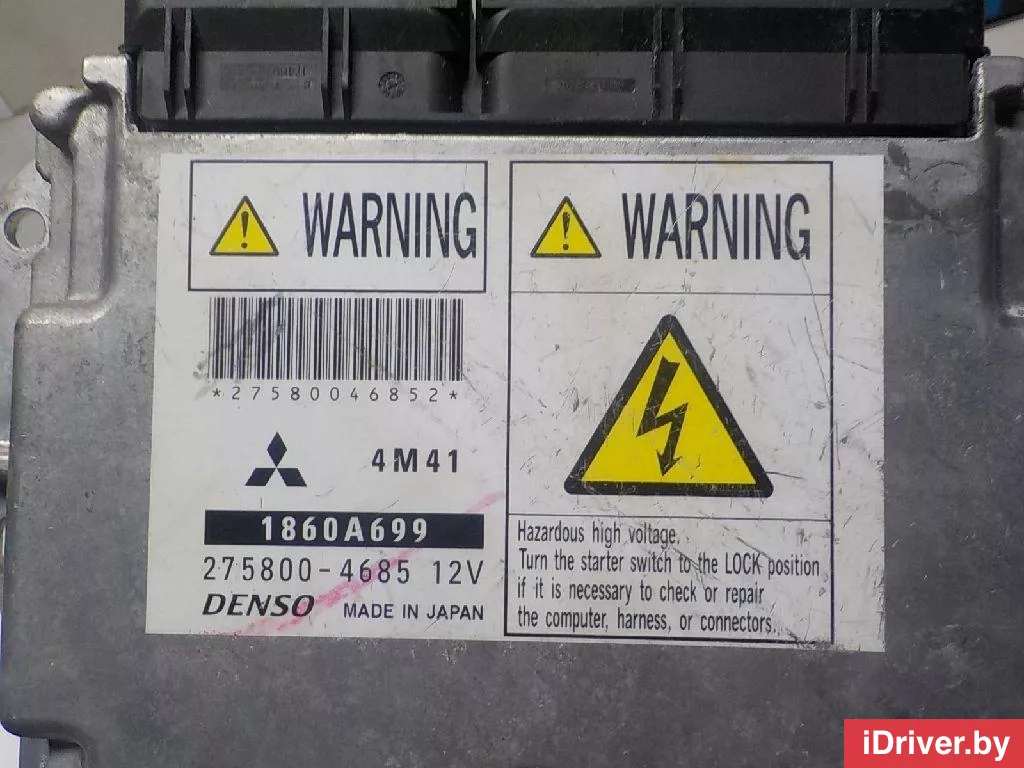 WARNING
*27580046852*
4M41
1860A699
275800-4685 12V
DENSO MADE IN JAPAN
WARNING
Hazardous high voltage.
Turn the starter switch to the LOCK position
if it is necessary to check or repair
the computer, harness, or connectors.
iDriver.by